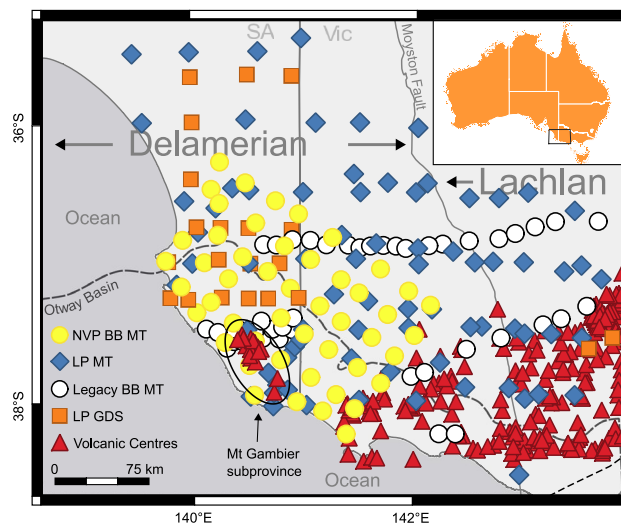 SA Vic
Moyston Fault
36°S
Delamerian
Lachlan
Ocean
Otway Basin
NVP BB MT
LP MT
Legacy BB MT
LP GDS
Volcanic Centres
0 75 km
38°S
Mt Gambier
subprovince
Ocean
140°E 142°E